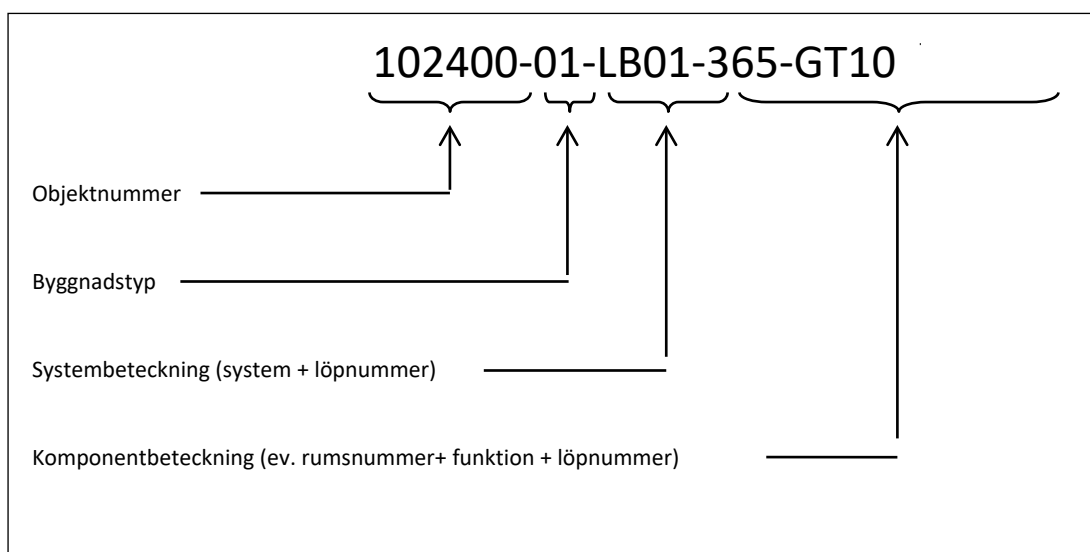 102400-01-LB01-365-GT10
Objektnummer
Byggnadstyp
Systembeteckning (system + löpnummer)
Komponentbeteckning (ev. rumsnummer+ funktion + löpnummer)